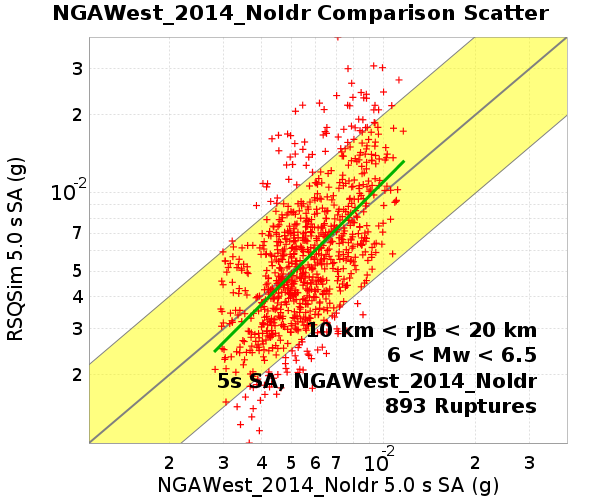 NGAWest_2014_NoIdr Comparison Scatter
RSQSim 5.0 s SA (g)
3
2
10^-2
7
5
4
3
2
10 km < rJB < 20 km
6 < Mw < 6.5
5s SA, NGAWest_2014_NoIdr
893 Ruptures
2 3 4 5 6 7 10^-2 2 3
NGAWest_2014_NoIdr 5.0 s SA (g)